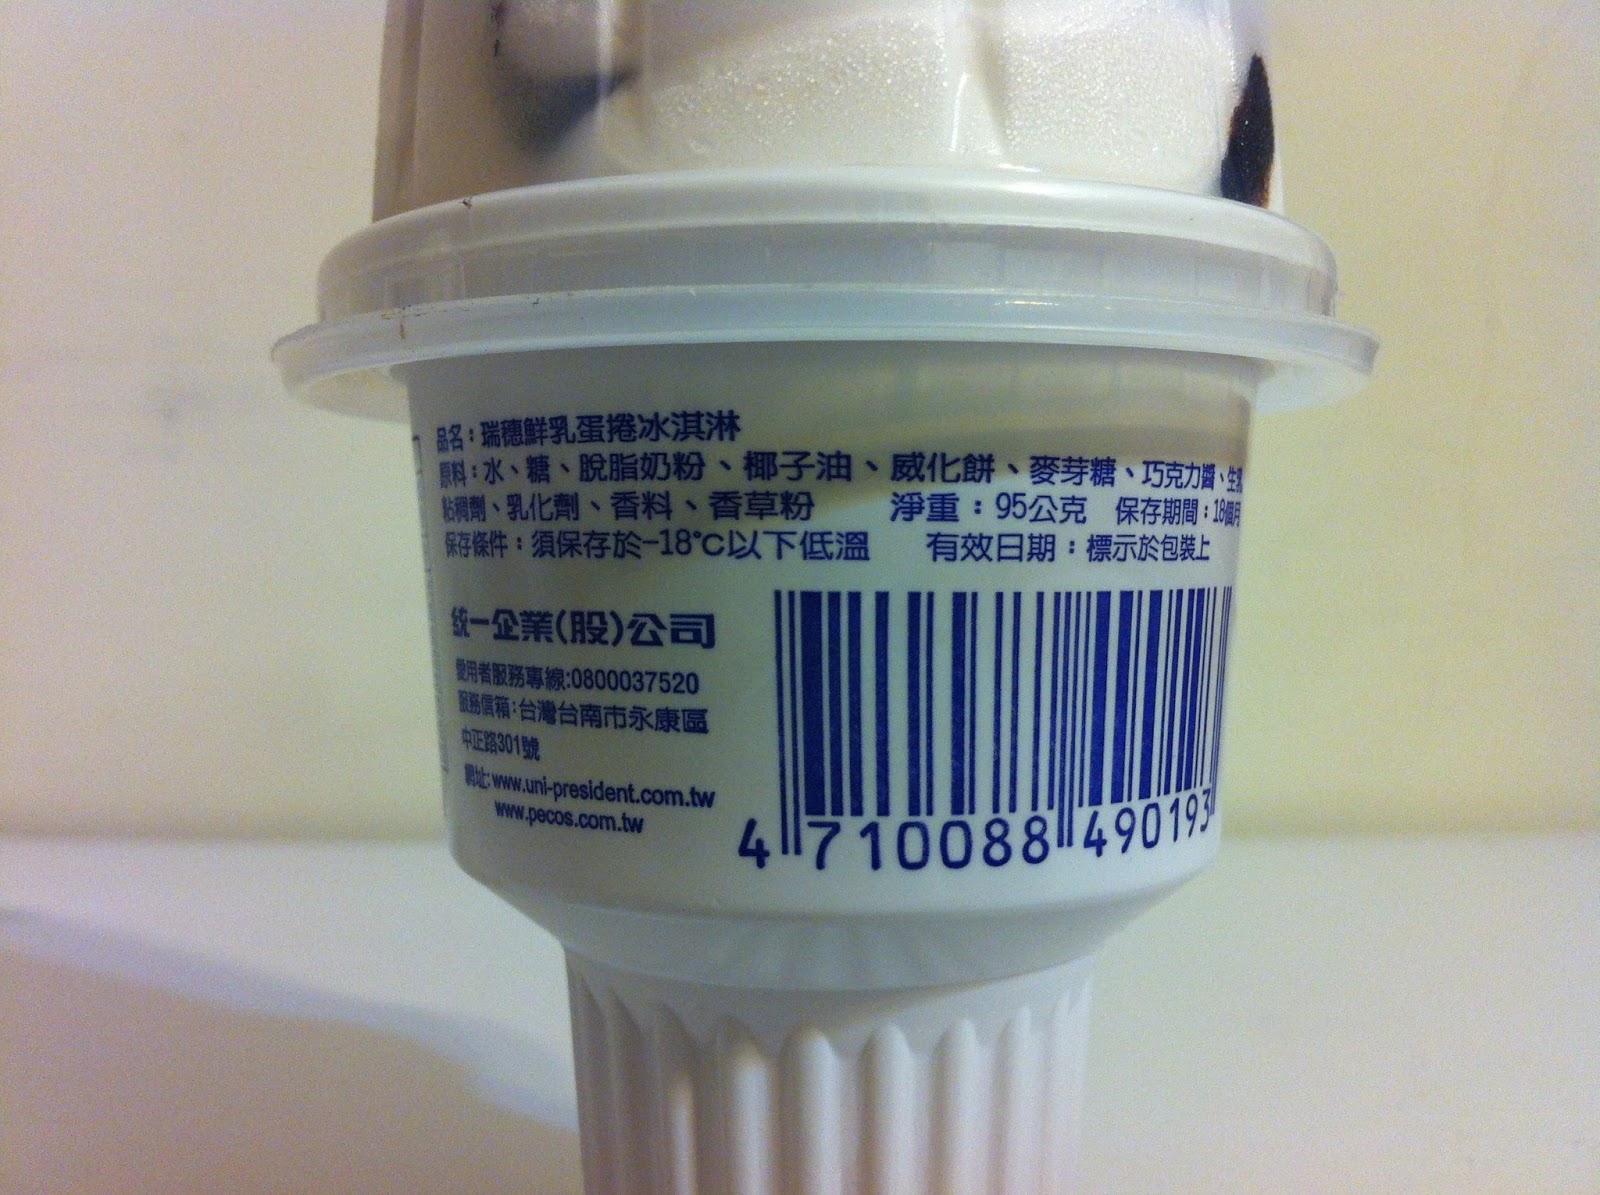 品名：瑞穗鮮乳蛋捲冰淇淋
原料：水、糖、脫脂奶粉、椰子油、威化餅、麥芽糖、巧克力醬、生乳
粘稠劑、乳化劑、香料、香草粉 淨重：95公克 保存期間：18個月
保存條件：須保存於-18℃以下低溫 有效日期：標示於包裝上
統一企業(股)公司
愛用者服務專線:0800037520
服務信箱：台灣台南市永康區
中正路301號
網址:www.uni-president.com.tw
www.pecos.com.tw
4 710088 490193